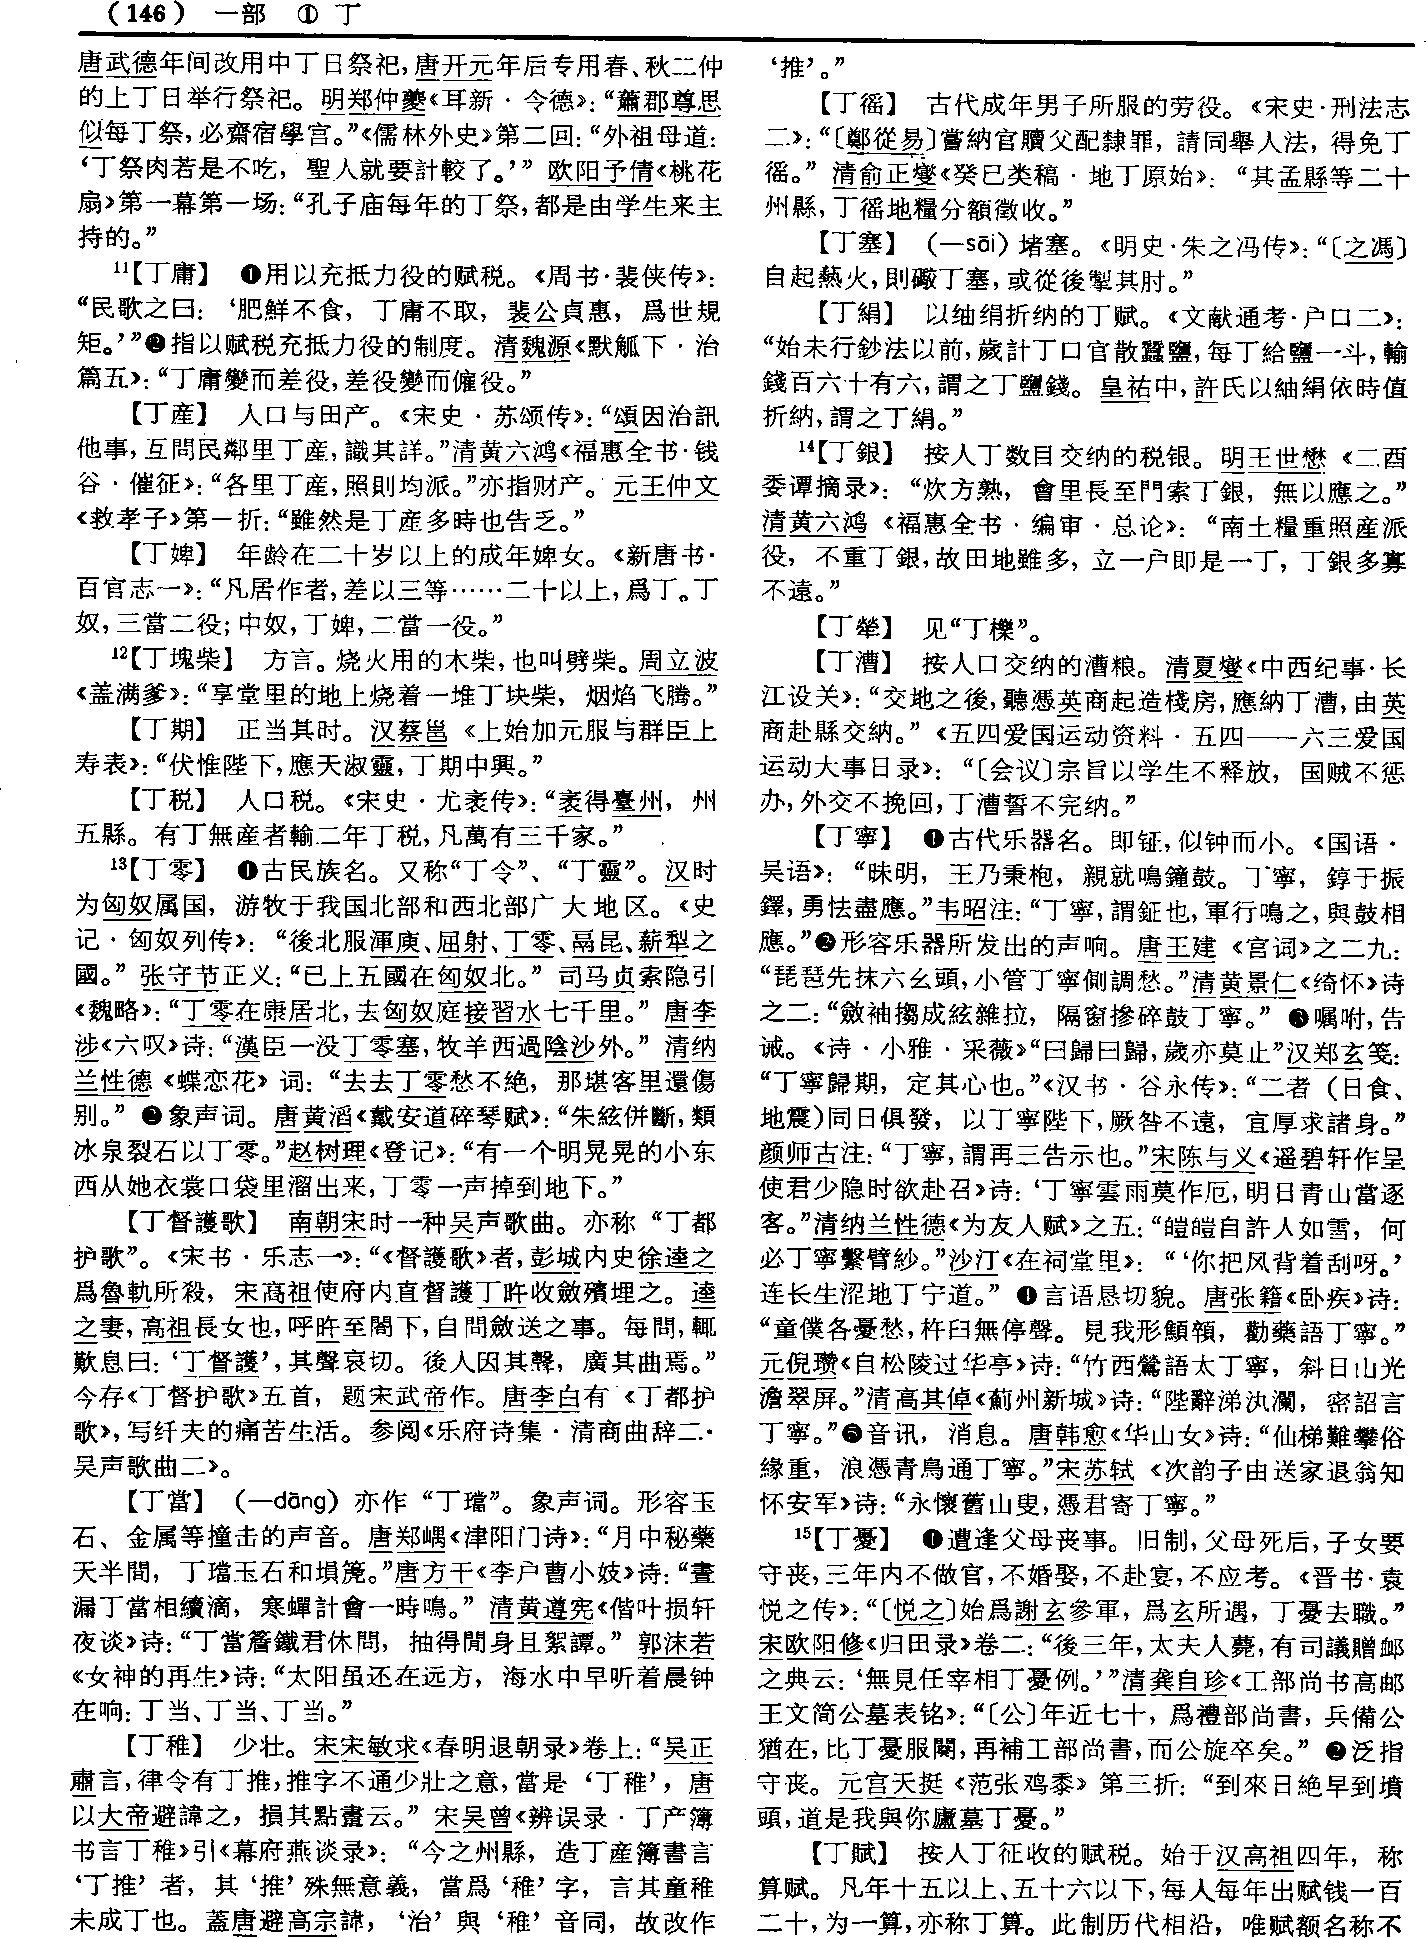 （146） 一部 ① 丁
唐武德年间改用中丁日祭祀，唐开元年后专用春、秋二仲
的上丁日举行祭祀。明郑仲夔《耳新·令德》：“蕭郡尊思
似每丁祭，必齋宿學宫。”《儒林外史》第二回：“外祖母道：
‘丁祭肉若是不吃，聖人就要計較了。’” 欧阳予倩《桃花
扇》第一幕第一场：“孔子庙每年的丁祭，都是由学生来主
持的。”
11【丁庸】 ❶用以充抵力役的赋税。《周书·裴侠传》：
“民歌之曰：‘肥鮮不食，丁庸不取，裴公貞惠，爲世規
矩。’”❷指以赋税充抵力役的制度。清魏源《默觚下·治
篇五》：“丁庸變而差役，差役變而僱役。”
【丁産】 人口与田产。《宋史·苏颂传》：“頌因治訊
他事，互問民鄰里丁産，識其詳。”清黄六鸿《福惠全书·钱
谷·催征》：“各里丁産，照則均派。”亦指财产。元王仲文
《救孝子》第一折：“雖然是丁産多時也告乏。”
【丁婢】 年龄在二十岁以上的成年婢女。《新唐书·
百官志一》：“凡居作者，差以三等……二十以上，爲丁。丁
奴，三當二役；中奴，丁婢，二當一役。”
12【丁塊柴】 方言。烧火用的木柴，也叫劈柴。周立波
《盖满爹》：“享堂里的地上烧着一堆丁块柴，烟焰飞腾。”
【丁期】 正当其时。汉蔡邕《上始加元服与群臣上
寿表》：“伏惟陛下，應天淑靈，丁期中興。”
【丁税】 人口税。《宋史·尤袤传》：“袤得臺州，州
五縣。有丁無産者輸二年丁税，凡萬有三千家。”
13【丁零】 ❶古民族名。又称“丁令”、“丁靈”。汉时
为匈奴属国，游牧于我国北部和西北部广大地区。《史
记·匈奴列传》：“後北服渾庾、屈射、丁零、鬲昆、薪犁之
國。”张守节正义：“已上五國在匈奴北。” 司马贞索隐引
《魏略》：“丁零在康居北，去匈奴庭接習水七千里。” 唐李
涉《六叹》诗：“漢臣一没丁零塞，牧羊西過陰沙外。” 清纳
兰性德《蝶恋花》词：“去去丁零愁不绝，那堪客里還傷
别。” ❷象声词。唐黄滔《戴安道碎琴赋》：“朱絃併斷，類
冰泉裂石以丁零。”赵树理《登记》：“有一个明晃晃的小东
西从她衣裳口袋里溜出来，丁零一声掉到地下。”
【丁督護歌】 南朝宋时一种吴声歌曲。亦称“丁都
护歌”。《宋书·乐志一》：“《督護歌》者，彭城内史徐逵之
爲魯軌所殺，宋高祖使府内直督護丁旿收斂殯埋之。逵
之妻，高祖長女也，呼旿至閤下，自問斂送之事。每問，輒
歎息曰：‘丁督護’，其聲哀切。後人因其聲，廣其曲焉。”
今存《丁督护歌》五首，题宋武帝作。唐李白有《丁都护
歌》，写纤夫的痛苦生活。参阅《乐府诗集·清商曲辞二·
吴声歌曲二》。
【丁當】 （—dāng）亦作“丁璫”。象声词。形容玉
石、金属等撞击的声音。唐郑嵎《津阳门诗》：“月中秘藥
天半間，丁璫玉石和塤箎。”唐方干《李户曹小妓》诗：“晝
漏丁當相續滴，寒蟬計會一時鳴。” 清黄遵宪《偕叶损轩
夜谈》诗：“丁當簷鐵君休問，抽得閒身且絮譚。” 郭沫若
《女神的再生》诗：“太阳虽还在远方，海水中早听着晨钟
在响：丁当、丁当、丁当。”
【丁稚】 少壮。宋宋敏求《春明退朝录》卷上：“吴正
肅言，律令有丁推，推字不通少壯之意，當是‘丁稚’，唐
以大帝避諱之，損其點畫云。” 宋吴曾《辨误录·丁产簿
书言丁稚》引《幕府燕谈录》：“今之州縣，造丁産簿書言
‘丁推’者，其‘推’殊無意義，當爲‘稚’字，言其童稚
未成丁也。蓋唐避高宗諱，‘治’與‘稚’音同，故改作
‘推’。”
【丁徭】 古代成年男子所服的劳役。《宋史·刑法志
二》：“〔鄭從易〕嘗納官贖父配隸罪，請同舉人法，得免丁
徭。” 清俞正燮《癸巳类稿·地丁原始》：“其孟縣等二十
州縣，丁徭地糧分額徵收。”
【丁塞】 （—sāi）堵塞。《明史·朱之冯传》：“〔之馮〕
自起爇火，則礮丁塞，或從後掣其肘。”
【丁絹】 以䌷绢折纳的丁赋。《文献通考·户口二》：
“始未行鈔法以前，歲計丁口官散蠶鹽，每丁給鹽一斗，輸
錢百六十有六，謂之丁鹽錢。皇祐中，許氏以紬絹依時值
折納，謂之丁絹。”
14【丁銀】 按人丁数目交纳的税银。明王世懋《二酉
委谭摘录》：“炊方熟，會里長至門索丁銀，無以應之。”
清黄六鸿《福惠全书·编审·总论》：“南土糧重照産派
役，不重丁銀，故田地雖多，立一户即是一丁，丁銀多寡
不遠。”
【丁犖】 见“丁櫟”。
【丁漕】 按人口交纳的漕粮。清夏燮《中西纪事·长
江设关》：“交地之後，聽憑英商起造棧房，應納丁漕，由英
商赴縣交納。” 《五四爱国运动资料·五四——六三爱国
运动大事日录》：“〔会议〕宗旨以学生不释放，国贼不惩
办，外交不挽回，丁漕誓不完纳。”
【丁寧】 ❶古代乐器名。即钲，似钟而小。《国语·
吴语》：“昧明，王乃秉枹，親就鳴鐘鼓。丁寧，錞于振
鐸，勇怯盡應。”韦昭注：“丁寧，謂鉦也，軍行鳴之，與鼓相
應。”❷形容乐器所发出的声响。唐王建《宫词》之二九：
“琵琶先抹六幺頭，小管丁寧側調愁。”清黄景仁《绮怀》诗
之二：“斂袖搊成絃雜拉，隔窗摻碎鼓丁寧。” ❸嘱咐，告
诫。《诗·小雅·采薇》“曰歸曰歸，歲亦莫止”汉郑玄笺：
“丁寧歸期，定其心也。”《汉书·谷永传》：“二者（日食、
地震）同日俱發，以丁寧陛下，厥咎不遠，宜厚求諸身。”
颜师古注：“丁寧，謂再三告示也。”宋陈与义《遥碧轩作呈
使君少隐时欲赴召》诗：‘丁寧雲雨莫作厄，明日青山當逐
客。”清纳兰性德《为友人赋》之五：“皚皚自許人如雪，何
必丁寧繫臂紗。”沙汀《在祠堂里》：“‘你把风背着刮呀。’
连长生涩地丁宁道。” ❹言语恳切貌。唐张籍《卧疾》诗：
“童僕各憂愁，杵臼無停聲。見我形顦顇，勸藥語丁寧。”
元倪瓒《自松陵过华亭》诗：“竹西鶯語太丁寧，斜日山光
澹翠屏。”清高其倬《蓟州新城》诗：“陛辭涕汍瀾，密詔言
丁寧。”❺音讯，消息。唐韩愈《华山女》诗：“仙梯難攀俗
緣重，浪憑青鳥通丁寧。”宋苏轼《次韵子由送家退翁知
怀安军》诗：“永懷舊山叟，憑君寄丁寧。”
15【丁憂】 ❶遭逢父母丧事。旧制，父母死后，子女要
守丧，三年内不做官，不婚娶，不赴宴，不应考。《晋书·袁
悦之传》：“〔悦之〕始爲謝玄參軍，爲玄所遇，丁憂去職。”
宋欧阳修《归田录》卷二：“後三年，太夫人薨，有司議贈卹
之典云：‘無見任宰相丁憂例。’”清龚自珍《工部尚书高邮
王文简公墓表铭》：“〔公〕年近七十，爲禮部尚書，兵備公
猶在，比丁憂服闋，再補工部尚書，而公旋卒矣。” ❷泛指
守丧。元宫天挺《范张鸡黍》第三折：“到來日絶早到墳
頭，道是我與你廬墓丁憂。”
【丁賦】 按人丁征收的赋税。始于汉高祖四年，称
算赋。凡年十五以上、五十六以下，每人每年出赋钱一百
二十，为一算，亦称丁算。此制历代相沿，唯赋额名称不